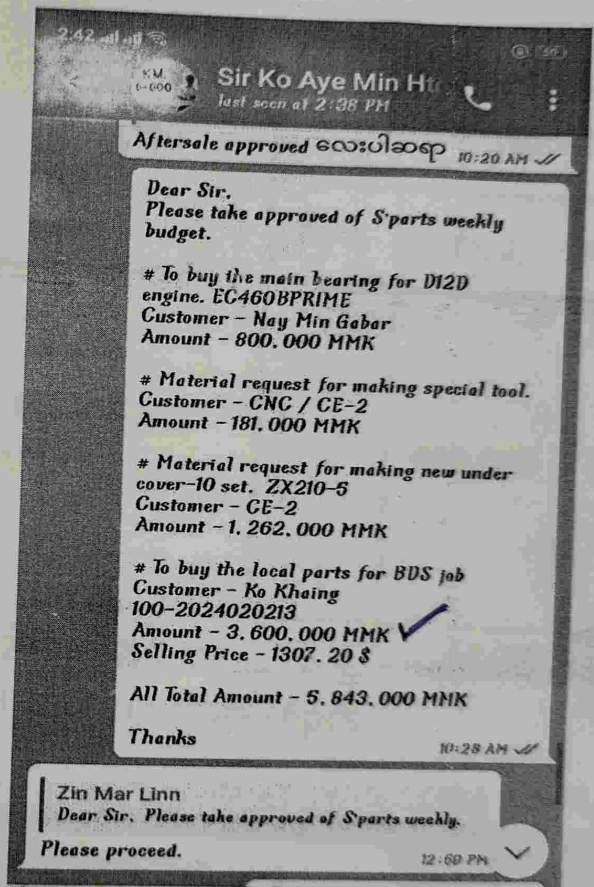 2:42
KM
Sir Ko Aye Min Ht
last seen at 2:38 PM
Aftersale approved လေးပါဆရာ 10:20 AM
Dear Sir,
Please take approved of S'parts weekly
budget.
# To buy the main bearing for D12D
engine. EC460BPRIME
Customer - Nay Min Gabar
Amount - 800.000 MMK
# Material request for making special tool.
Customer - CNC / CE-2
Amount - 181.000 MMK
# Material request for making new under
cover-10 set. ZX210-5
Customer - CE-2
Amount - 1.262.000 MMK
# To buy the local parts for BDS job
Customer - Ko Khaing
100-2024020213
Amount - 3.600.000 MMK
Selling Price - 1307.20 $
All Total Amount - 5.843.000 MMK
Thanks
10:28 AM
Zin Mar Linn
Dear Sir, Please take approved of S'parts weekly.
Please proceed.
PM